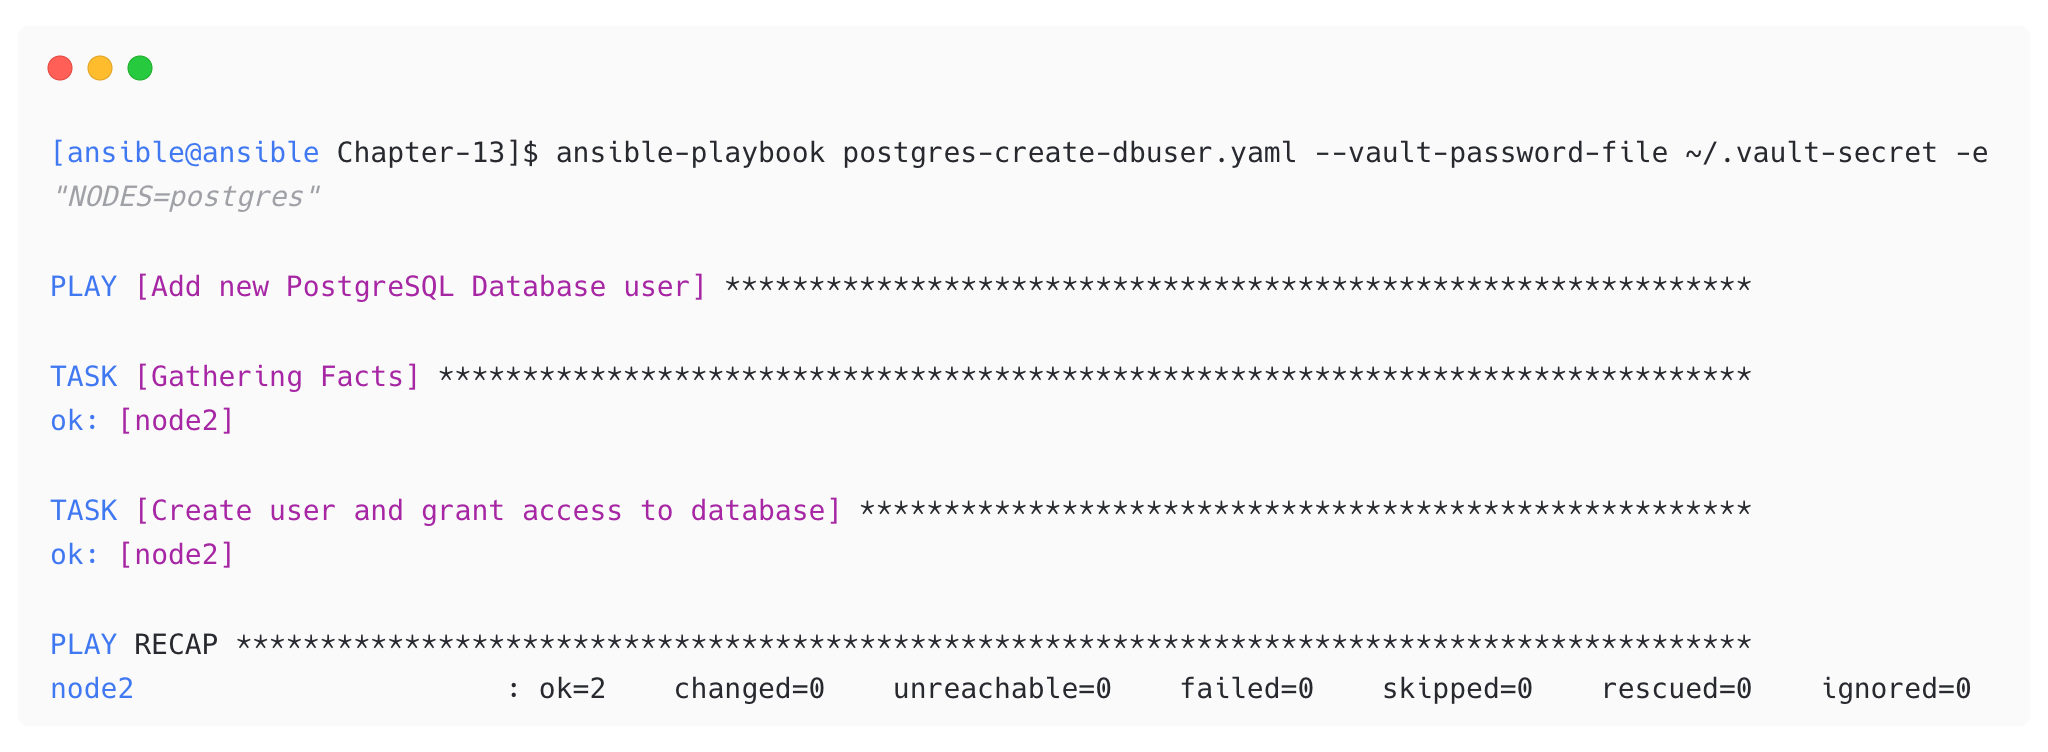 [ansible@ansible Chapter-13]$ ansible-playbook postgres-create-dbuser.yaml --vault-password-file ~/.vault-secret -e
"NODES=postgres"
PLAY [Add new PostgreSQL Database user] *************************************************************
TASK [Gathering Facts] ******************************************************************************
ok: [node2]
TASK [Create user and grant access to database] *****************************************************
ok: [node2]
PLAY RECAP ******************************************************************************************
node2                      : ok=2    changed=0    unreachable=0    failed=0    skipped=0    rescued=0    ignored=0